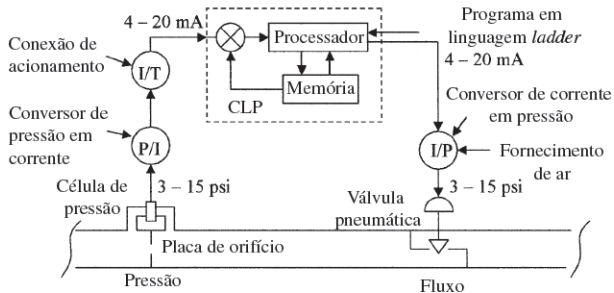 4 – 20 mA
Programa em
linguagem ladder
Conexão de
acionamento
Processador
4 – 20 mA
I/T
Memória
CLP
Conversor de
pressão em
corrente
Conversor de corrente
em pressão
P/I
I/P
Fornecimento
de ar
Célula de
pressão
3 – 15 psi
Válvula
pneumática
3 – 15 psi
Placa de orifício
Pressão
Fluxo